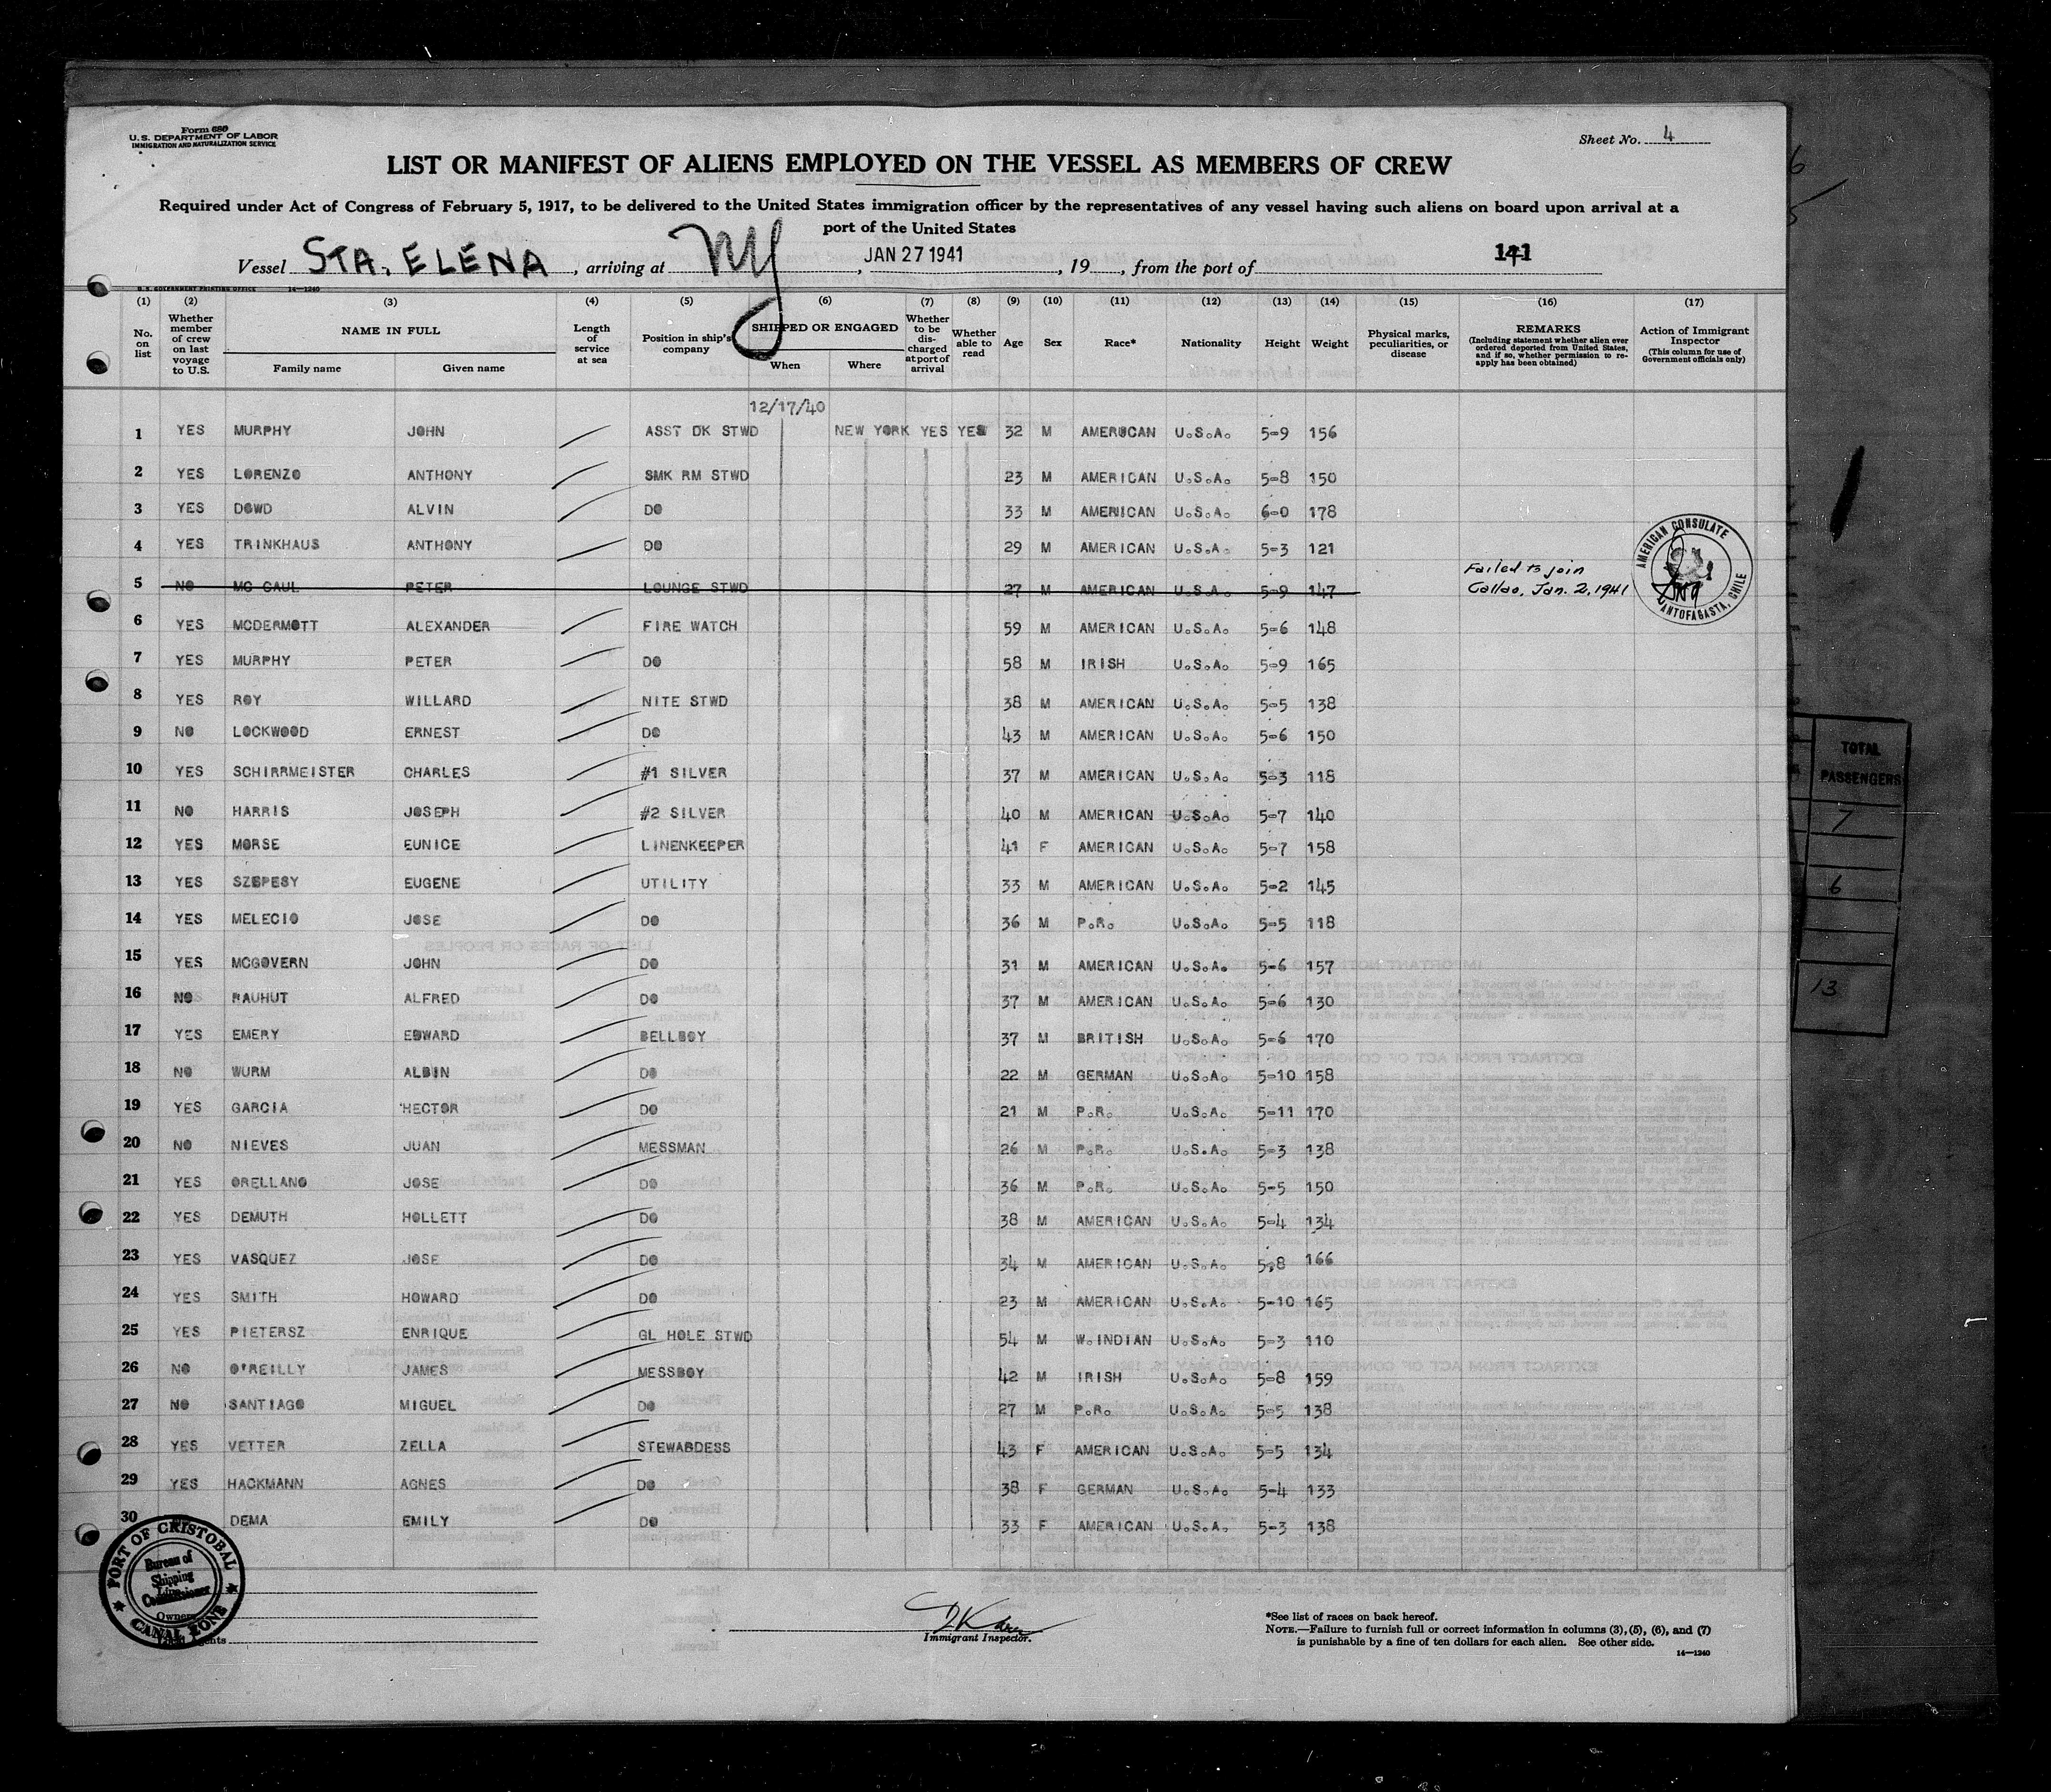 Form 680
U. S. DEPARTMENT OF LABOR
IMMIGRATION AND NATURALIZATION SERVICE
Sheet No. 4
LIST OR MANIFEST OF ALIENS EMPLOYED ON THE VESSEL AS MEMBERS OF CREW
Required under Act of Congress of February 5, 1917, to be delivered to the United States immigration officer by the representatives of any vessel having such aliens on board upon arrival at a
port of the United States
Vessel STA. ELENA, arriving at NY, JAN 27 1941, 19, from the port of 141
U. S. GOVERNMENT PRINTING OFFICE 14—1240
(1) (2) (3) (4) (5) (6) (7) (8) (9) (10) (11) (12) (13) (14) (15) (16) (17)
No. on list
Whether member of crew on last voyage to U.S.
NAME IN FULL
Family name
Given name
Length of service at sea
Position in ship's company
SHIPPED OR ENGAGED
When
Where
Whether to be discharged at port of arrival
Whether able to read
Age
Sex
Race*
Nationality
Height
Weight
Physical marks, peculiarities, or disease
REMARKS
(Including statement whether alien ever ordered deported from United States, and if so, whether permission to reapply has been obtained)
Action of Immigrant Inspector
(This column for use of Government officials only)
12/17/40
1 YES MURPHY JOHN ASST DK STWD NEW YORK YES YES 32 M AMERUCAN U.S.A. 5-9 156
2 YES LORENZO ANTHONY SMK RM STWD 23 M AMERICAN U.S.A. 5-8 150
3 YES DOWD ALVIN DO 33 M AMERICAN U.S.A. 6-0 178
4 YES TRINKHAUS ANTHONY DO 29 M AMERICAN U.S.A. 5-3 121
5 NO MC CAUL PETER LOUNGE STWD 27 M AMERICAN U.S.A. 5-9 147 Failed to join Callao, Jan. 2, 1941
AMERICAN CONSULATE
ANTOFAGASTA, CHILE
6 YES MCDERMOTT ALEXANDER FIRE WATCH 59 M AMERICAN U.S.A. 5-6 148
7 YES MURPHY PETER DO 58 M IRISH U.S.A. 5-9 165
8 YES ROY WILLARD NITE STWD 38 M AMERICAN U.S.A. 5-5 138
9 NO LOCKWOOD ERNEST DO 43 M AMERICAN U.S.A. 5-6 150
10 YES SCHIRRMEISTER CHARLES #1 SILVER 37 M AMERICAN U.S.A. 5-3 118
11 NO HARRIS JOSEPH #2 SILVER 40 M AMERICAN U.S.A. 5-7 140
12 YES MORSE EUNICE LINENKEEPER 41 F AMERICAN U.S.A. 5-7 158
13 YES SZEPESY EUGENE UTILITY 33 M AMERICAN U.S.A. 5-2 145
14 YES MELECIO JOSE DO 36 M P.R. U.S.A. 5-5 118
15 YES MCGOVERN JOHN DO 31 M AMERICAN U.S.A. 5-6 157
16 NO RAUHUT ALFRED DO 37 M AMERICAN U.S.A. 5-6 130
17 YES EMERY EDWARD BELLBOY 37 M BRITISH U.S.A. 5-6 170
18 NO WURM ALBIN DO 22 M GERMAN U.S.A. 5-10 158
19 YES GARCIA HECTOR DO 21 M P.R. U.S.A. 5-11 170
20 NO NIEVES JUAN MESSMAN 26 M P.R. U.S.A. 5-3 138
21 YES ORELLANO JOSE DO 36 M P.R. U.S.A. 5-5 150
22 YES DEMUTH HOLLETT DO 38 M AMERICAN U.S.A. 5-4 134
23 YES VASQUEZ JOSE DO 34 M AMERICAN U.S.A. 5-8 166
24 YES SMITH HOWARD DO 23 M AMERICAN U.S.A. 5-10 165
25 YES PIETERSZ ENRIQUE GL HOLE STWD 54 M W.INDIAN U.S.A. 5-3 110
26 NO O'REILLY JAMES MESSBOY 42 M IRISH U.S.A. 5-8 159
27 NO SANTIAGO MIGUEL DO 27 M P.R. U.S.A. 5-5 138
28 YES VETTER ZELLA STEWARDESS 43 F AMERICAN U.S.A. 5-5 134
29 YES HACKMANN AGNES DO 38 F GERMAN U.S.A. 5-4 133
30 DEMA EMILY DO 33 F AMERICAN U.S.A. 5-3 138
PORT OF CRISTOBAL
Bureau of
Shipping
Commissioner
CANAL ZONE
Owners
Agents
Immigrant Inspector.
*See list of races on back hereof.
NOTE.—Failure to furnish full or correct information in columns (3), (5), (6), and (7)
is punishable by a fine of ten dollars for each alien. See other side.
14—1240
TOTAL
PASSENGERS
7
6
13